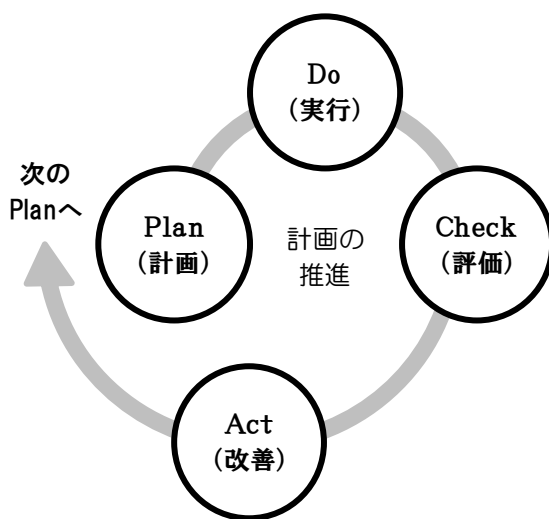 Do
（実行）
次の
Planへ
Plan
（計画）
計画の
推進
Check
（評価）
Act
（改善）